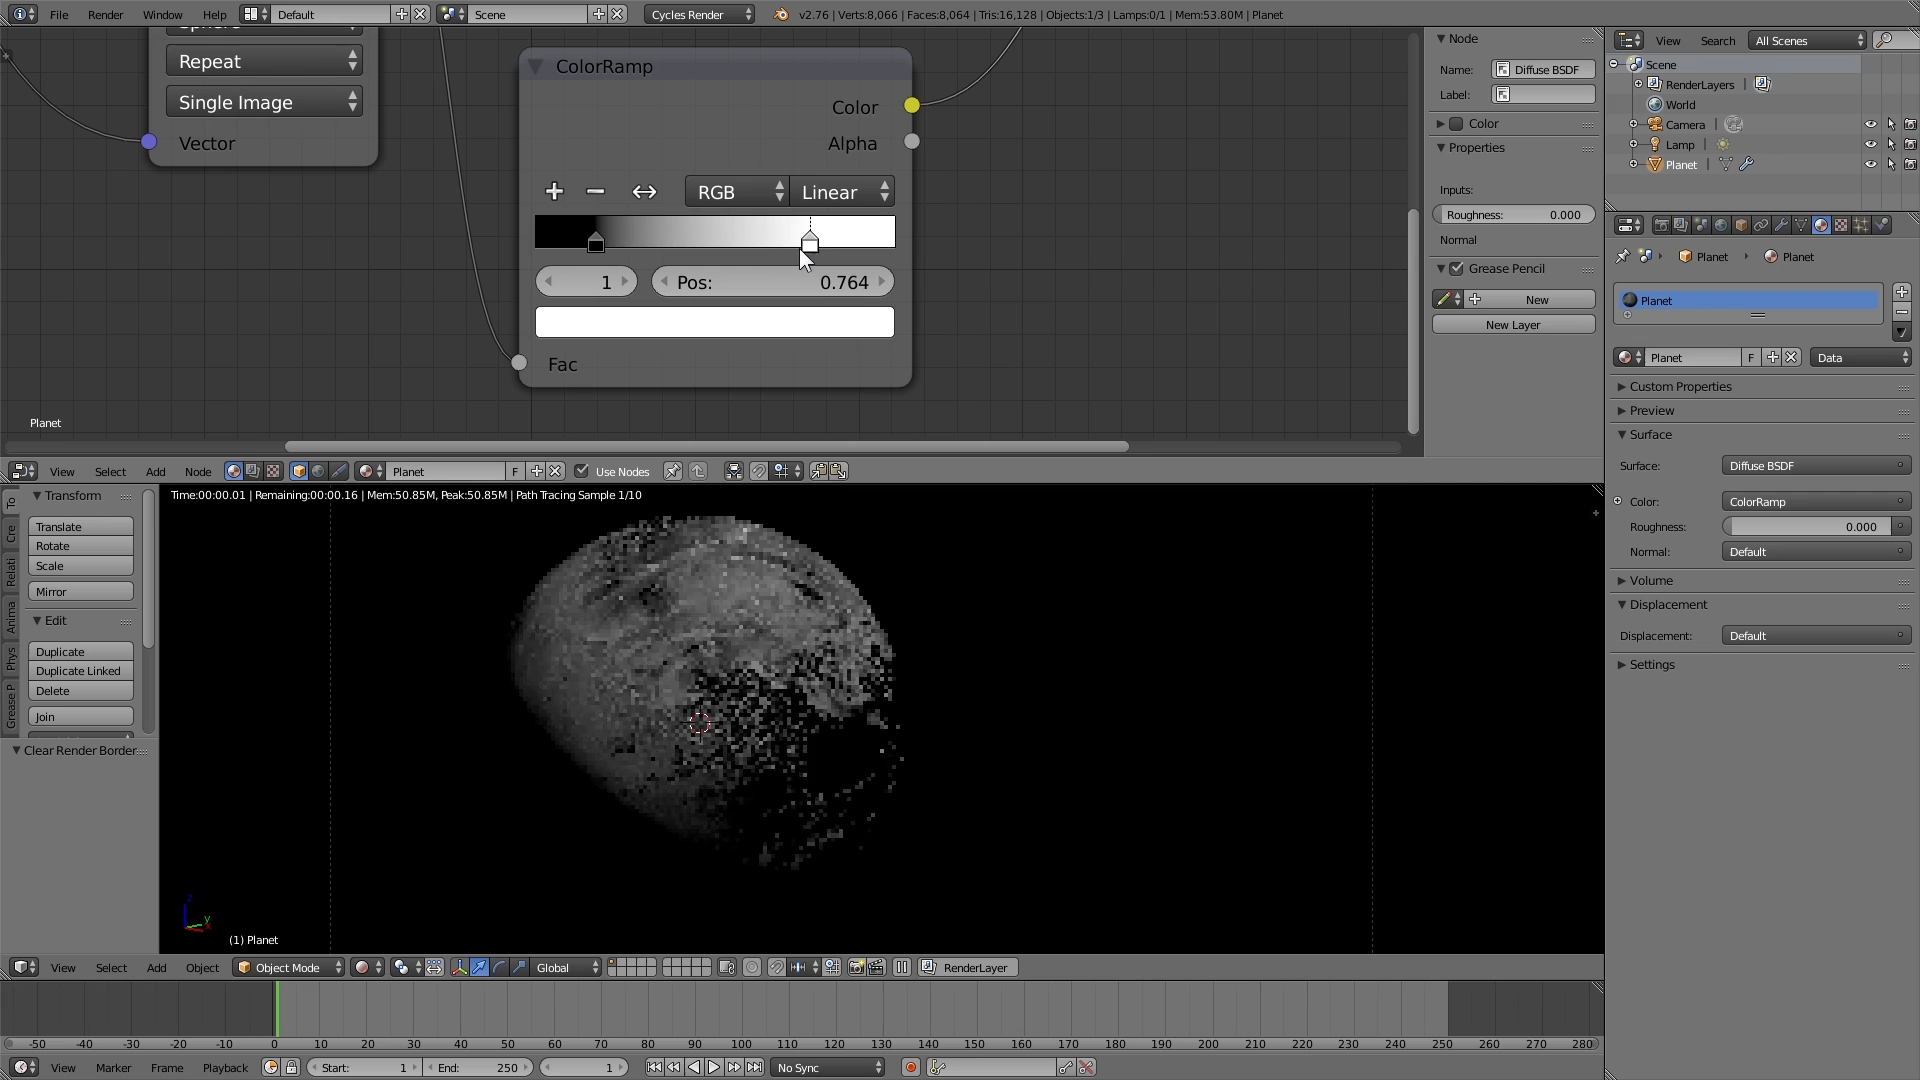 File Render Window Help Default Scene Cycles Render v2.76 | Verts:8,066 | Faces:8,064 | Tris:16,128 | Objects:1/3 | Lamps:0/1 | Mem:53.80M | Planet
Repeat
Single Image
Vector
ColorRamp
Color
Alpha
RGB Linear
1 Pos: 0.764
Fac
Planet
Node
Name: Diffuse BSDF
Label:
Color
Properties
Inputs:
Roughness: 0.000
Normal
Grease Pencil
New
New Layer
View Search All Scenes
Scene
RenderLayers |
World
Camera |
Lamp |
Planet |
Planet Planet
Planet
Planet F Data
Custom Properties
Preview
Surface
Surface: Diffuse BSDF
Color: ColorRamp
Roughness: 0.000
Normal: Default
Volume
Displacement
Displacement: Default
Settings
View Select Add Node Planet F Use Nodes
To
Cre
Relati
Anima
Phys
Grease P
Transform
Translate
Rotate
Scale
Mirror
Edit
Duplicate
Duplicate Linked
Delete
Join
Clear Render Border
Time:00:00.01 | Remaining:00:00.16 | Mem:50.85M, Peak:50.85M | Path Tracing Sample 1/10
z
y
(1) Planet
View Select Add Object Object Mode Global RenderLayer
-50 -40 -30 -20 -10 0 10 20 30 40 50 60 70 80 90 100 110 120 130 140 150 160 170 180 190 200 210 220 230 240 250 260 270 280
View Marker Frame Playback Start: 1 End: 250 1 No Sync